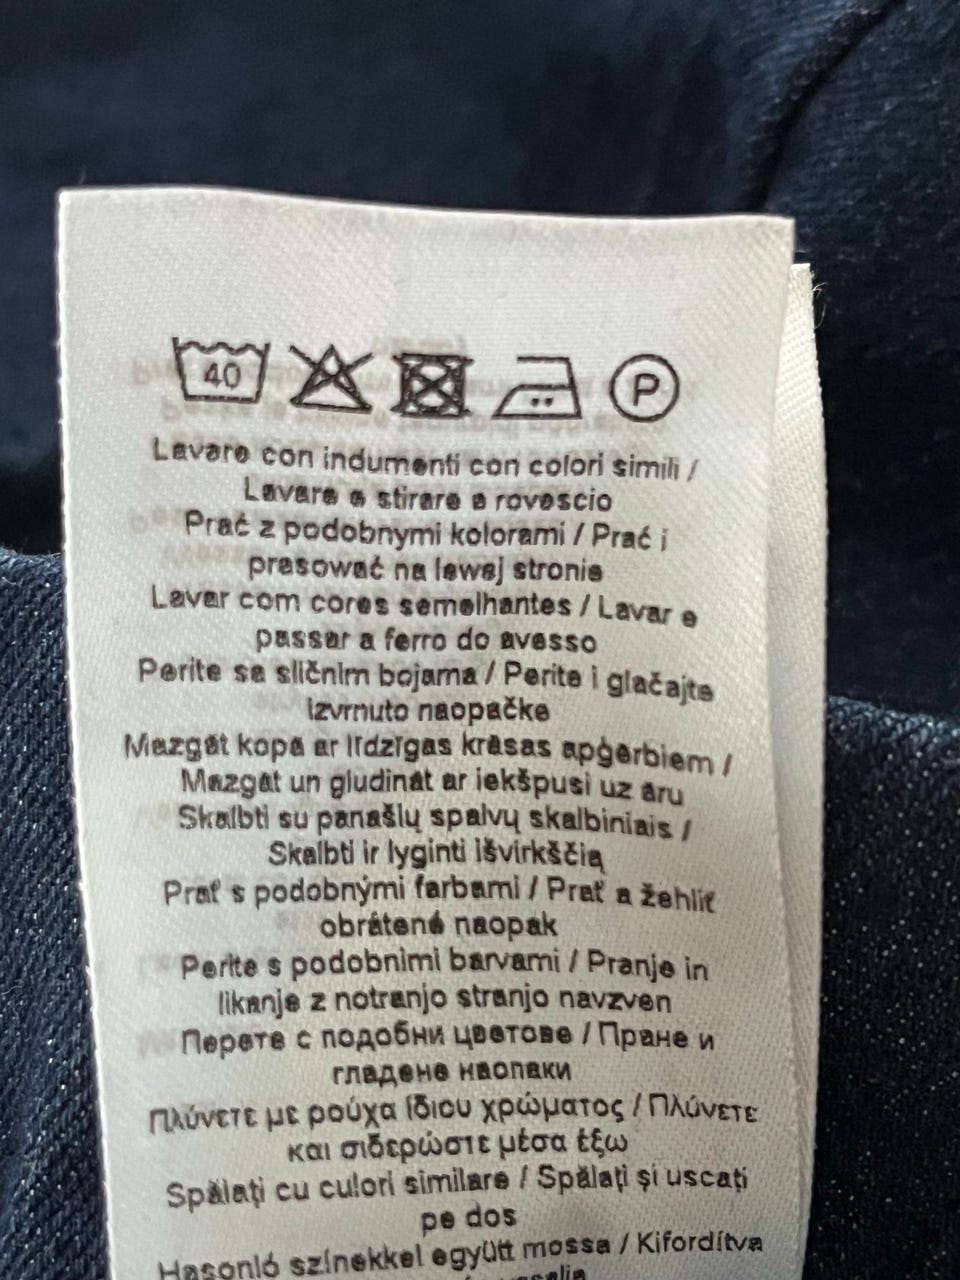 40 P
Lavare con indumenti con colori simili /
Lavare e stirare a rovescio
Prać z podobnymi kolorami / Prać i
prasować na lewej stronie
Lavar com cores semelhantes / Lavar e
passar a ferro do avesso
Perite sa sličnim bojama / Perite i glačajte
izvrnuto naopačke
Mazgāt kopā ar līdzīgas krāsas apģērbiem /
Mazgāt un gludināt ar iekšpusi uz āru
Skalbti su panašių spalvų skalbiniais /
Skalbti ir lyginti išvirkščią
Prať s podobnými farbami / Prať a žehliť
obrátené naopak
Perite s podobnimi barvami / Pranje in
likanje z notranjo stranjo navzven
Перете с подобни цветове / Пране и
гладене наопаки
Πλύνετε με ρούχα ίδιου χρώματος / Πλύνετε
και σιδερώστε μέσα έξω
Spălați cu culori similare / Spălați și uscați
pe dos
Hasonló színekkel együtt mossa / Kifordítva